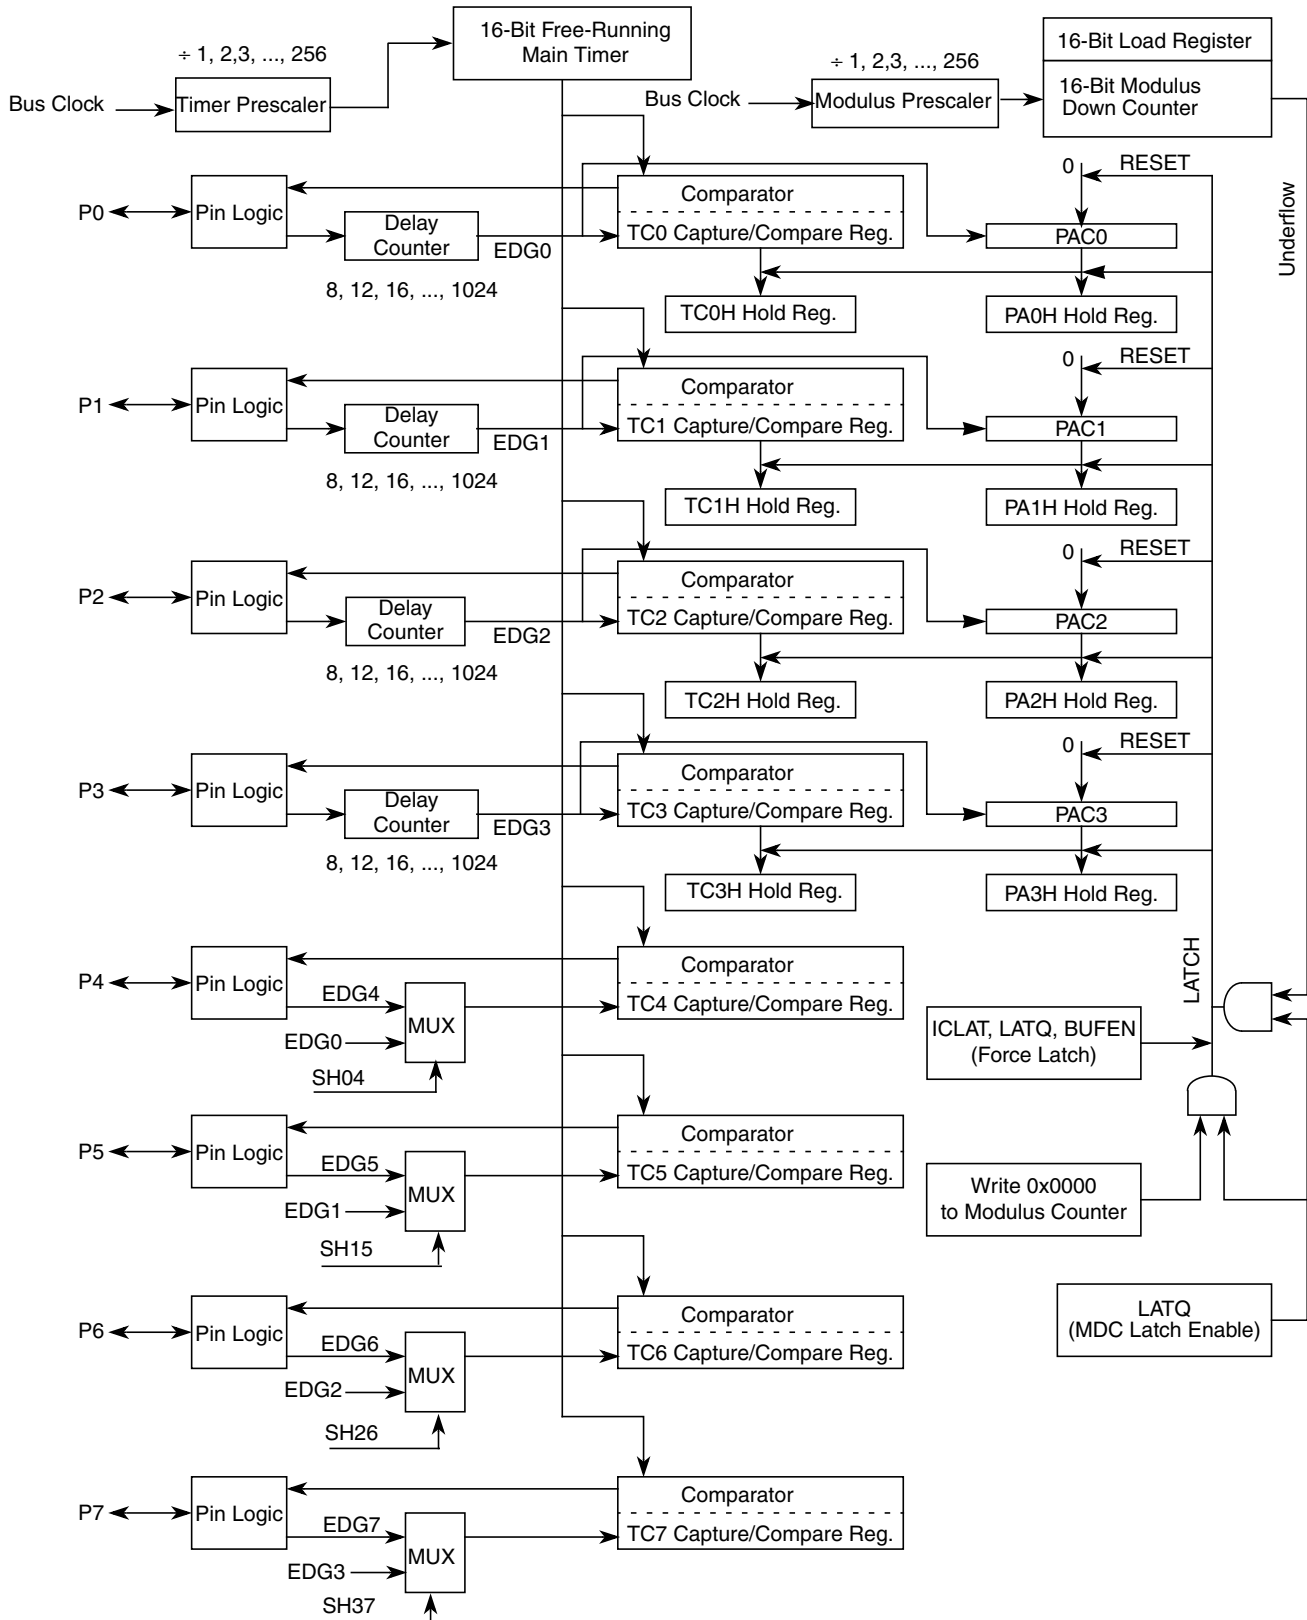 16-Bit Free-Running
Main Timer
÷ 1, 2,3, ..., 256
Bus Clock
Timer Prescaler
÷ 1, 2,3, ..., 256
Bus Clock
Modulus Prescaler
16-Bit Load Register
16-Bit Modulus
Down Counter
Underflow
P0
Pin Logic
Delay
Counter
8, 12, 16, ..., 1024
EDG0
Comparator
TC0 Capture/Compare Reg.
TC0H Hold Reg.
0
RESET
PAC0
PA0H Hold Reg.
P1
Pin Logic
Delay
Counter
8, 12, 16, ..., 1024
EDG1
Comparator
TC1 Capture/Compare Reg.
TC1H Hold Reg.
0
RESET
PAC1
PA1H Hold Reg.
P2
Pin Logic
Delay
Counter
8, 12, 16, ..., 1024
EDG2
Comparator
TC2 Capture/Compare Reg.
TC2H Hold Reg.
0
RESET
PAC2
PA2H Hold Reg.
P3
Pin Logic
Delay
Counter
8, 12, 16, ..., 1024
EDG3
Comparator
TC3 Capture/Compare Reg.
TC3H Hold Reg.
0
RESET
PAC3
PA3H Hold Reg.
LATCH
P4
Pin Logic
EDG4
EDG0
MUX
SH04
Comparator
TC4 Capture/Compare Reg.
ICLAT, LATQ, BUFEN
(Force Latch)
P5
Pin Logic
EDG5
EDG1
MUX
SH15
Comparator
TC5 Capture/Compare Reg.
Write 0x0000
to Modulus Counter
P6
Pin Logic
EDG6
EDG2
MUX
SH26
Comparator
TC6 Capture/Compare Reg.
LATQ
(MDC Latch Enable)
P7
Pin Logic
EDG7
EDG3
MUX
SH37
Comparator
TC7 Capture/Compare Reg.